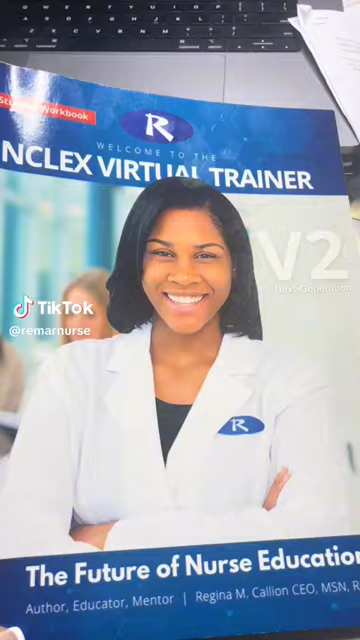 Student Workbook
R
WELCOME TO THE
NCLEX VIRTUAL TRAINER
V2
Next-Generation
TikTok
@remarnurse
R
The Future of Nurse Education
Author, Educator, Mentor | Regina M. Callion CEO, MSN, R